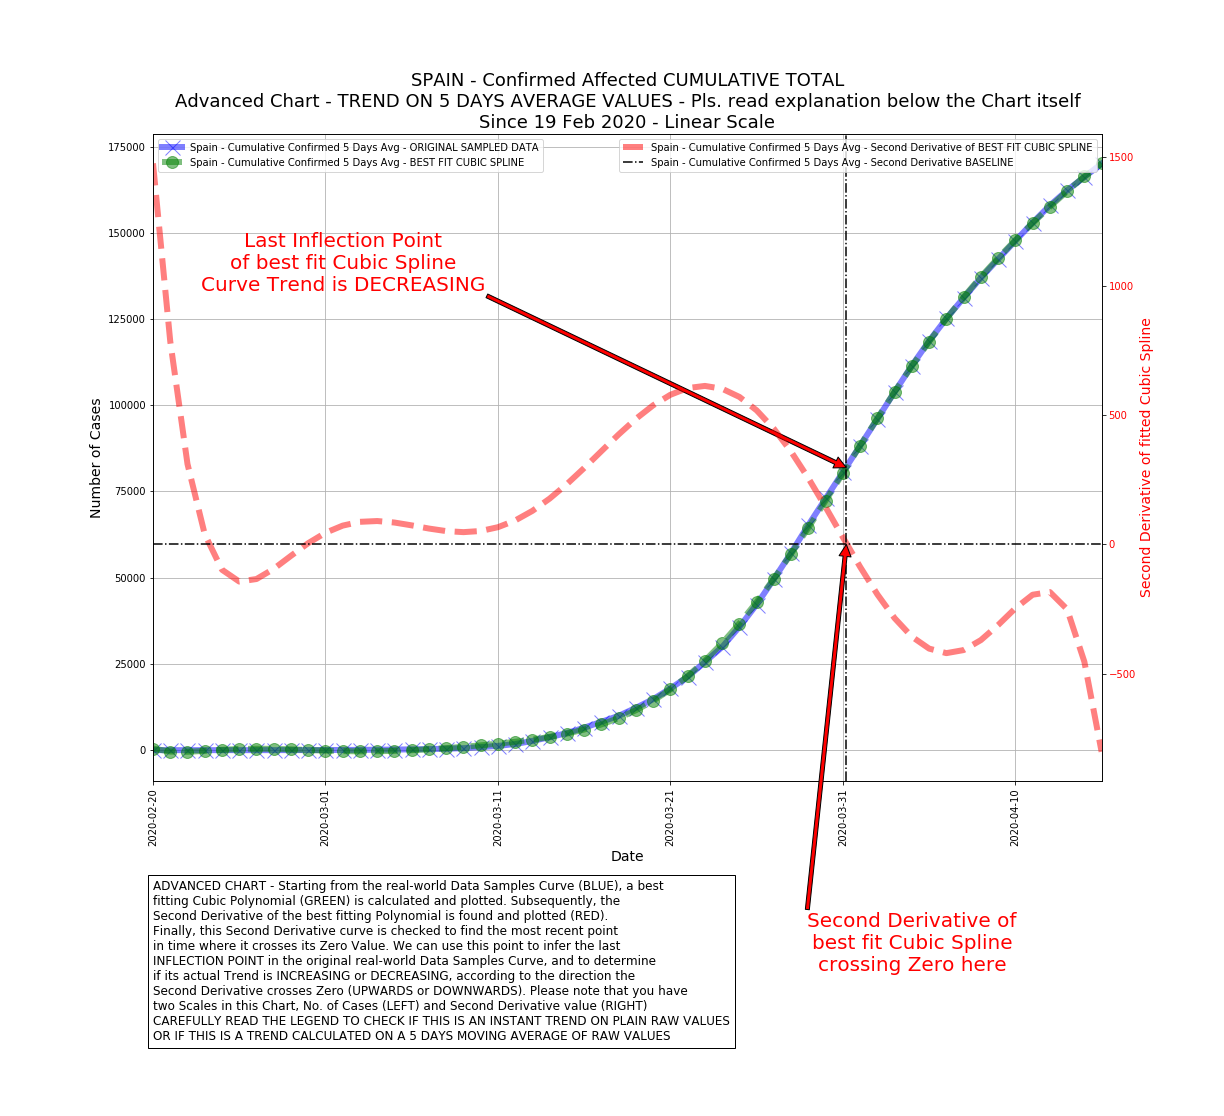 SPAIN - Confirmed Affected CUMULATIVE TOTAL
Advanced Chart - TREND ON 5 DAYS AVERAGE VALUES - Pls. read explanation below the Chart itself
Since 19 Feb 2020 - Linear Scale
Spain - Cumulative Confirmed 5 Days Avg - ORIGINAL SAMPLED DATA
Spain - Cumulative Confirmed 5 Days Avg - BEST FIT CUBIC SPLINE
Spain - Cumulative Confirmed 5 Days Avg - Second Derivative of BEST FIT CUBIC SPLINE
Spain - Cumulative Confirmed 5 Days Avg - Second Derivative BASELINE
175000
150000
125000
100000
75000
50000
25000
0
Number of Cases
1500
1000
500
0
−500
Second Derivative of fitted Cubic Spline
Last Inflection Point
of best fit Cubic Spline
Curve Trend is DECREASING
2020-02-20
2020-03-01
2020-03-11
2020-03-21
2020-03-31
2020-04-10
Date
Second Derivative of
best fit Cubic Spline
crossing Zero here
ADVANCED CHART - Starting from the real-world Data Samples Curve (BLUE), a best
fitting Cubic Polynomial (GREEN) is calculated and plotted. Subsequently, the
Second Derivative of the best fitting Polynomial is found and plotted (RED).
Finally, this Second Derivative curve is checked to find the most recent point
in time where it crosses its Zero Value. We can use this point to infer the last
INFLECTION POINT in the original real-world Data Samples Curve, and to determine
if its actual Trend is INCREASING or DECREASING, according to the direction the
Second Derivative crosses Zero (UPWARDS or DOWNWARDS). Please note that you have
two Scales in this Chart, No. of Cases (LEFT) and Second Derivative value (RIGHT)
CAREFULLY READ THE LEGEND TO CHECK IF THIS IS AN INSTANT TREND ON PLAIN RAW VALUES
OR IF THIS IS A TREND CALCULATED ON A 5 DAYS MOVING AVERAGE OF RAW VALUES